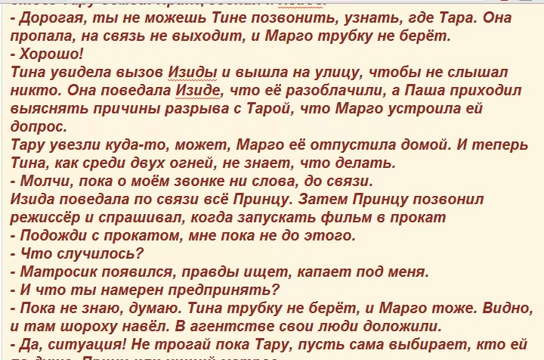 - Дорогая, ты не можешь Тине позвонить, узнать, где Тара. Она
пропала, на связь не выходит, и Марго трубку не берёт.
- Хорошо!
Тина увидела вызов Изиды и вышла на улицу, чтобы не слышал
никто. Она поведала Изиде, что её разоблачили, а Паша приходил
выяснять причины разрыва с Тарой, что Марго устроила ей
допрос.
Тару увезли куда-то, может, Марго её отпустила домой. И теперь
Тина, как среди двух огней, не знает, что делать.
- Молчи, пока о моём звонке ни слова, до связи.
Изида поведала по связи всё Принцу. Затем Принцу позвонил
режиссёр и спрашивал, когда запускать фильм в прокат
- Подожди с прокатом, мне пока не до этого.
- Что случилось?
- Матросик появился, правды ищет, капает под меня.
- И что ты намерен предпринять?
- Пока не знаю, думаю. Тина трубку не берёт, и Марго тоже. Видно,
и там шороху навёл. В агентстве свои люди доложили.
- Да, ситуация! Не трогай пока Тару, пусть сама выбирает, кто ей